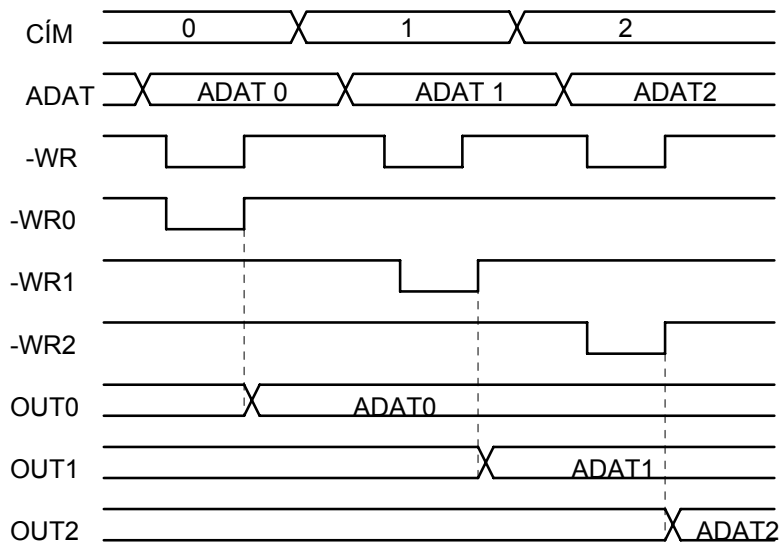 CÍM 0 1 2
ADAT ADAT 0 ADAT 1 ADAT2
-WR
-WR0
-WR1
-WR2
OUT0 ADAT0
OUT1 ADAT1
OUT2 ADAT2